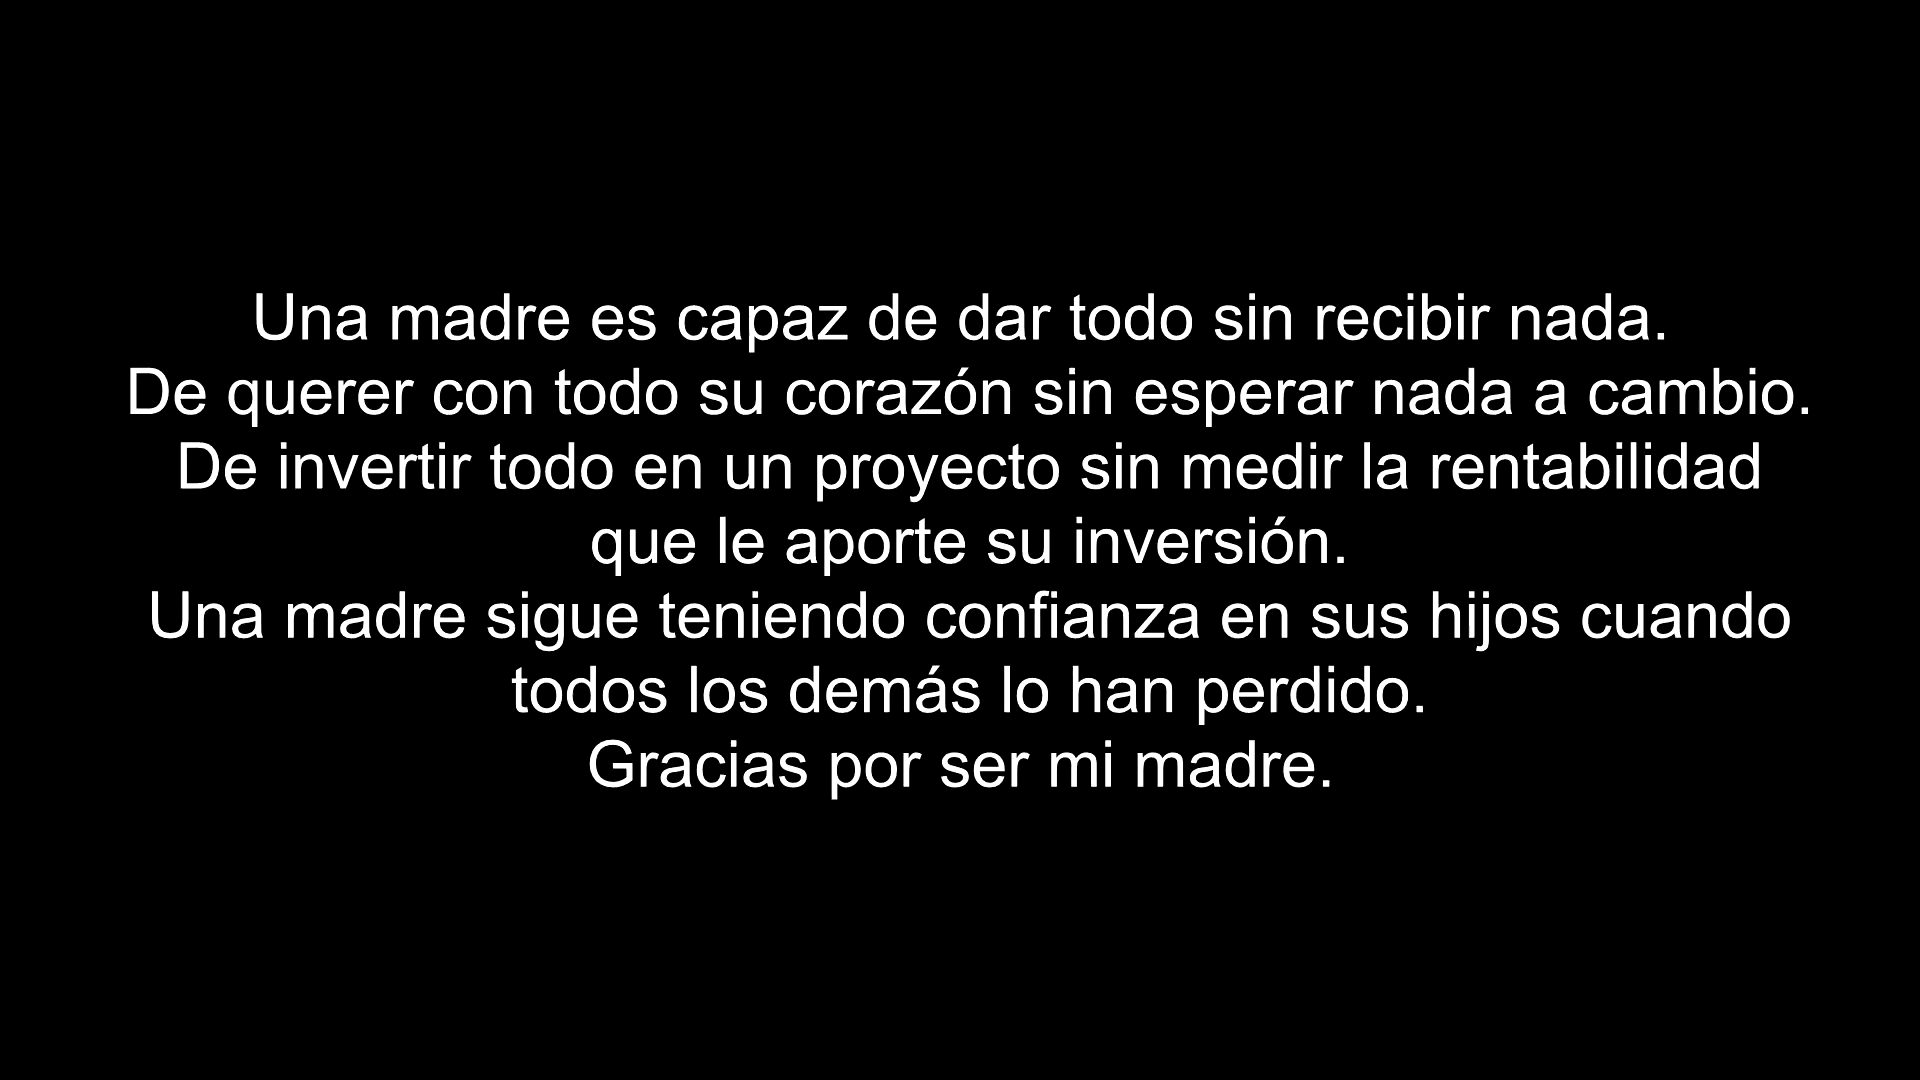 Una madre es capaz de dar todo sin recibir nada.
De querer con todo su corazón sin esperar nada a cambio.
De invertir todo en un proyecto sin medir la rentabilidad
que le aporte su inversión.
Una madre sigue teniendo confianza en sus hijos cuando
todos los demás lo han perdido.
Gracias por ser mi madre.